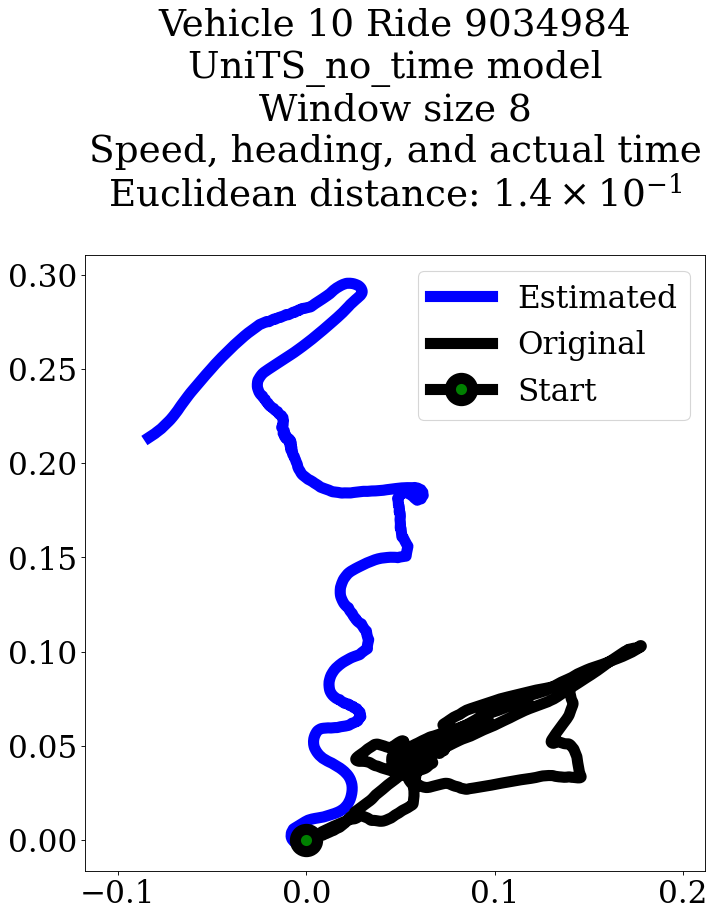 Vehicle 10 Ride 9034984
UniTS_no_time model
Window size 8
Speed, heading, and actual time
Euclidean distance: 1.4 × 10⁻¹
0.30
0.25
0.20
0.15
0.10
0.05
0.00
Estimated
Original
Start
−0.1
0.0
0.1
0.2